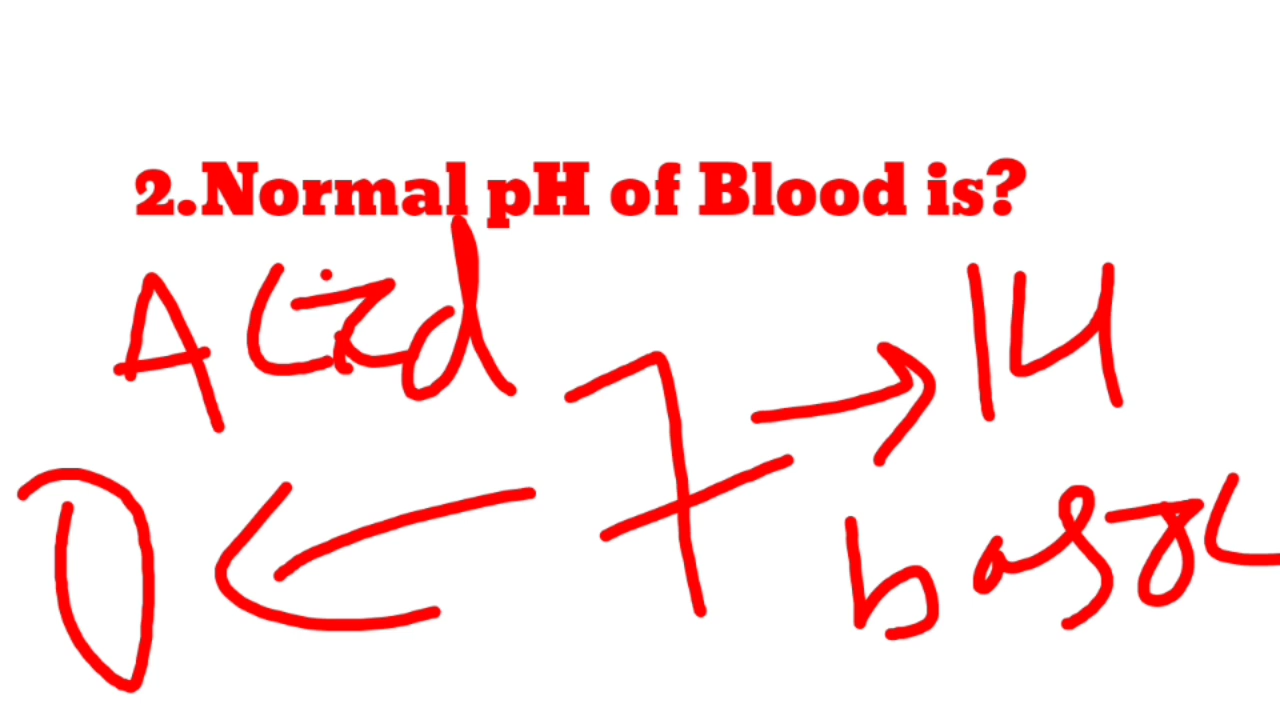 2.Normal pH of Blood is?
Acid 7 → 14
0 ← basic